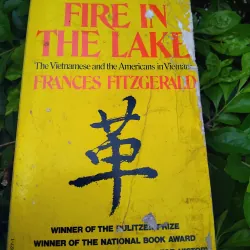 FIRE IN
THE LAKE
The Vietnamese and the Americans in Vietnam
FRANCES FITZGERALD
革
WINNER OF THE PULITZER PRIZE
WINNER OF THE NATIONAL BOOK AWARD